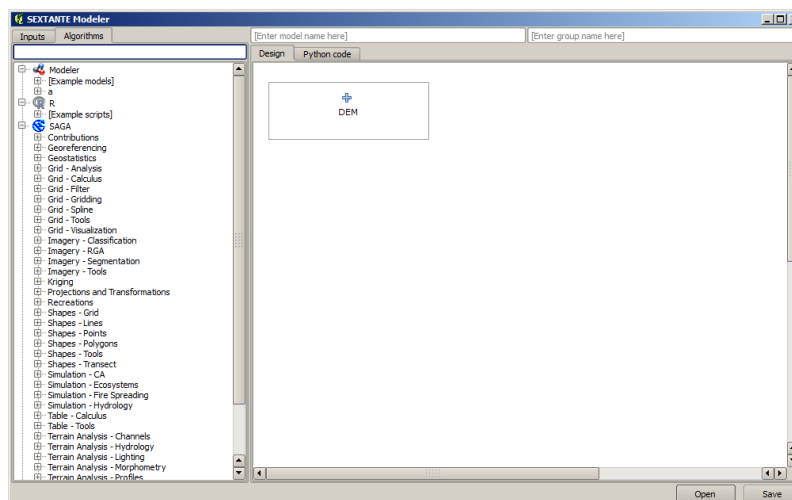 SEXTANTE Modeler
Inputs Algorithms
[Enter model name here] [Enter group name here]
Design Python code
DEM
Modeler
[Example models]
a
R
[Example scripts]
SAGA
Contributions
Georeferencing
Geostatistics
Grid - Analysis
Grid - Calculus
Grid - Filter
Grid - Gridding
Grid - Spline
Grid - Tools
Grid - Visualization
Imagery - Classification
Imagery - RGA
Imagery - Segmentation
Imagery - Tools
Kriging
Projections and Transformations
Recreations
Shapes - Grid
Shapes - Lines
Shapes - Points
Shapes - Polygons
Shapes - Tools
Shapes - Transect
Simulation - CA
Simulation - Ecosystems
Simulation - Fire Spreading
Simulation - Hydrology
Table - Calculus
Table - Tools
Terrain Analysis - Channels
Terrain Analysis - Hydrology
Terrain Analysis - Lighting
Terrain Analysis - Morphometry
Terrain Analysis - Profiles
Open Save